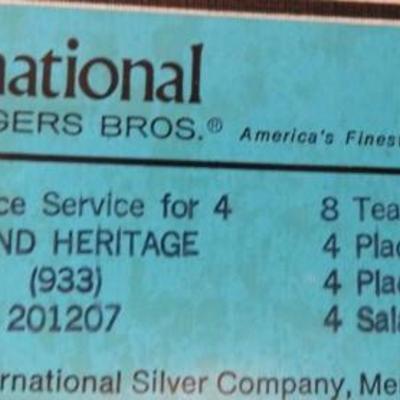 national
GERS BROS.® America's Finest
ce Service for 4 8 Tea
ND HERITAGE 4 Plac
(933) 4 Plac
201207 4 Sala
ernational Silver Company, Me